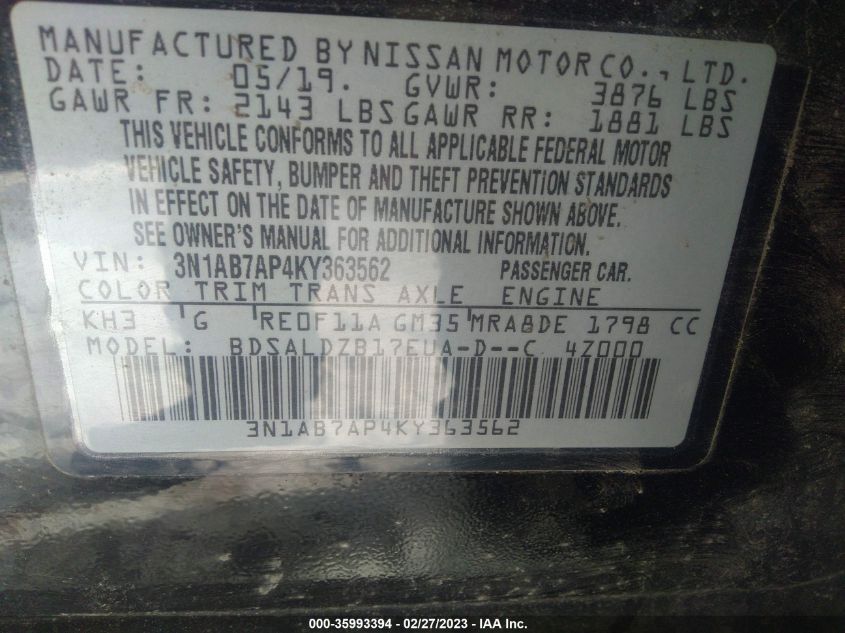 MANUFACTURED BY NISSAN MOTOR CO., LTD.
DATE: 05/19. GVWR: 3876 LBS
GAWR FR: 2143 LBS GAWR RR: 1881 LBS
THIS VEHICLE CONFORMS TO ALL APPLICABLE FEDERAL MOTOR
VEHICLE SAFETY, BUMPER AND THEFT PREVENTION STANDARDS
IN EFFECT ON THE DATE OF MANUFACTURE SHOWN ABOVE.
SEE OWNER'S MANUAL FOR ADDITIONAL INFORMATION.
VIN: 3N1AB7AP4KY363562 PASSENGER CAR.
COLOR TRIM TRANS AXLE ENGINE
KH3 'G 'RE0F11A GM35'MRA8DE 1798 CC
MODEL: BDSALDZB17EUA-D--C 4Z000
3N1AB7AP4KY363562
000-35993394 - 02/27/2023 - IAA Inc.